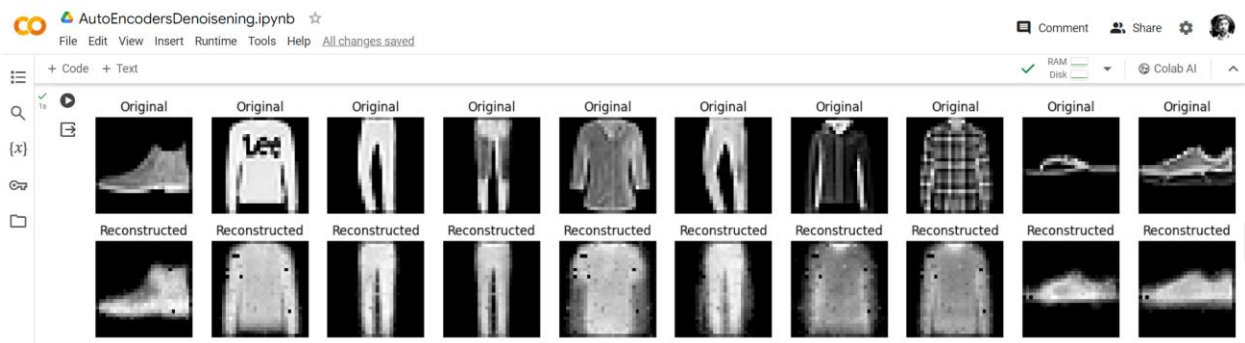 AutoEncodersDenoisening.ipynb
Comment Share
File Edit View Insert Runtime Tools Help All changes saved
+ Code + Text
RAM
Disk
Colab AI
1s
{x}
Original Original Original Original Original Original Original Original Original Original
Lee
Reconstructed Reconstructed Reconstructed Reconstructed Reconstructed Reconstructed Reconstructed Reconstructed Reconstructed Reconstructed